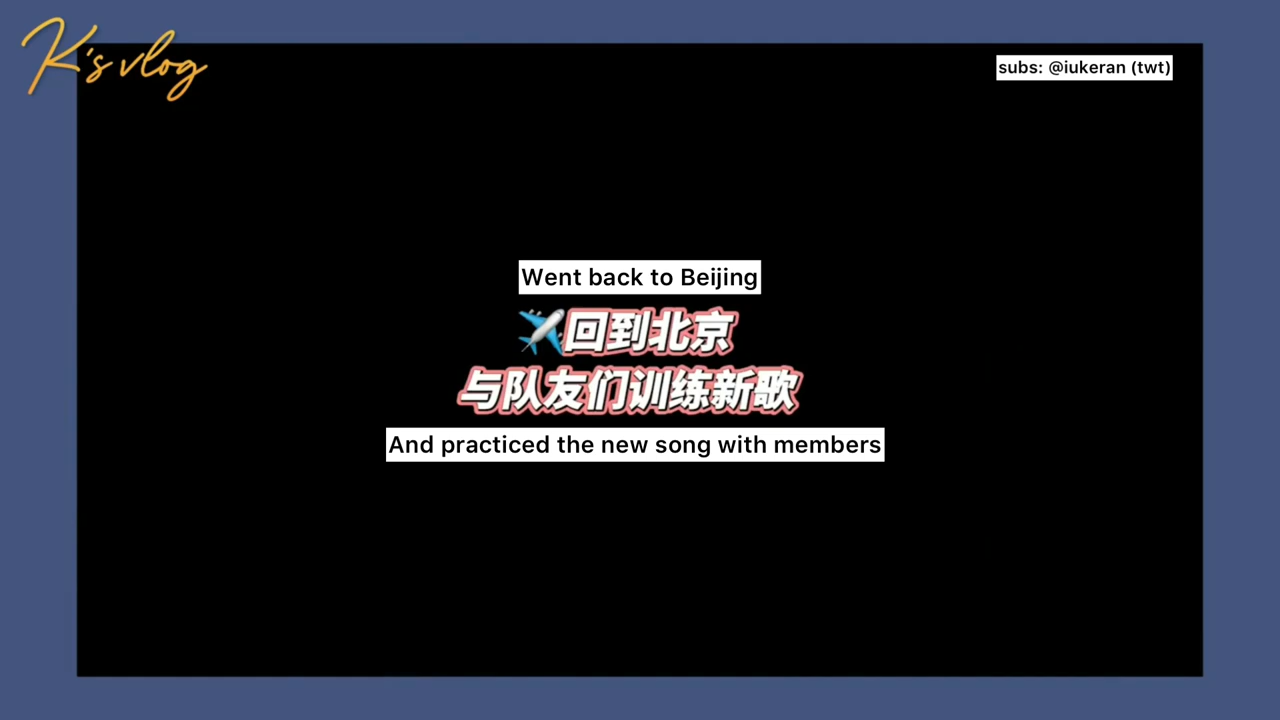 K's vlog
subs: @iukeran (twt)
Went back to Beijing
✈️回到北京
与队友们训练新歌
And practiced the new song with members